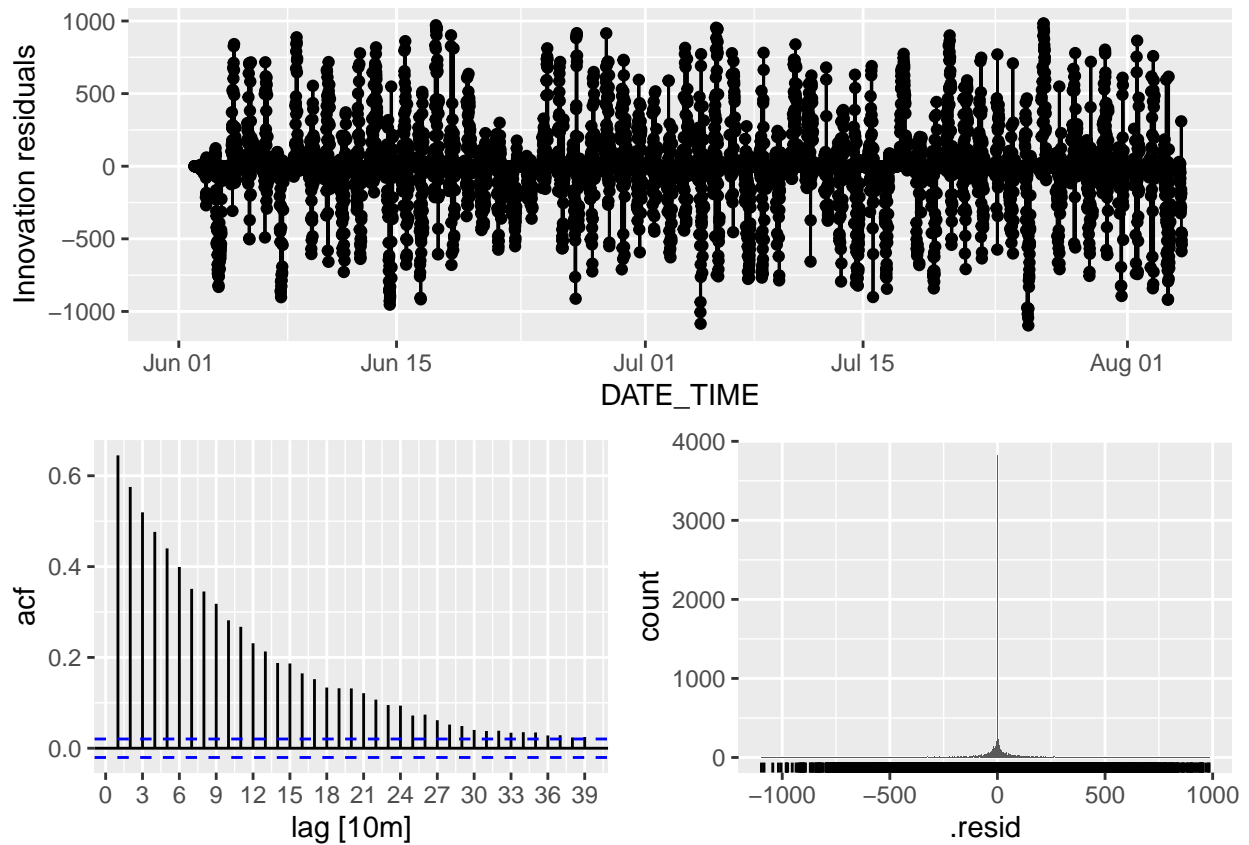 Innovation residuals
1000
500
0
−500
−1000
Jun 01 Jun 15 Jul 01 Jul 15 Aug 01
DATE_TIME
acf
0.6
0.4
0.2
0.0
0 3 6 9 12 15 18 21 24 27 30 33 36 39
lag [10m]
count
4000
3000
2000
1000
0
−1000 −500 0 500 1000
.resid